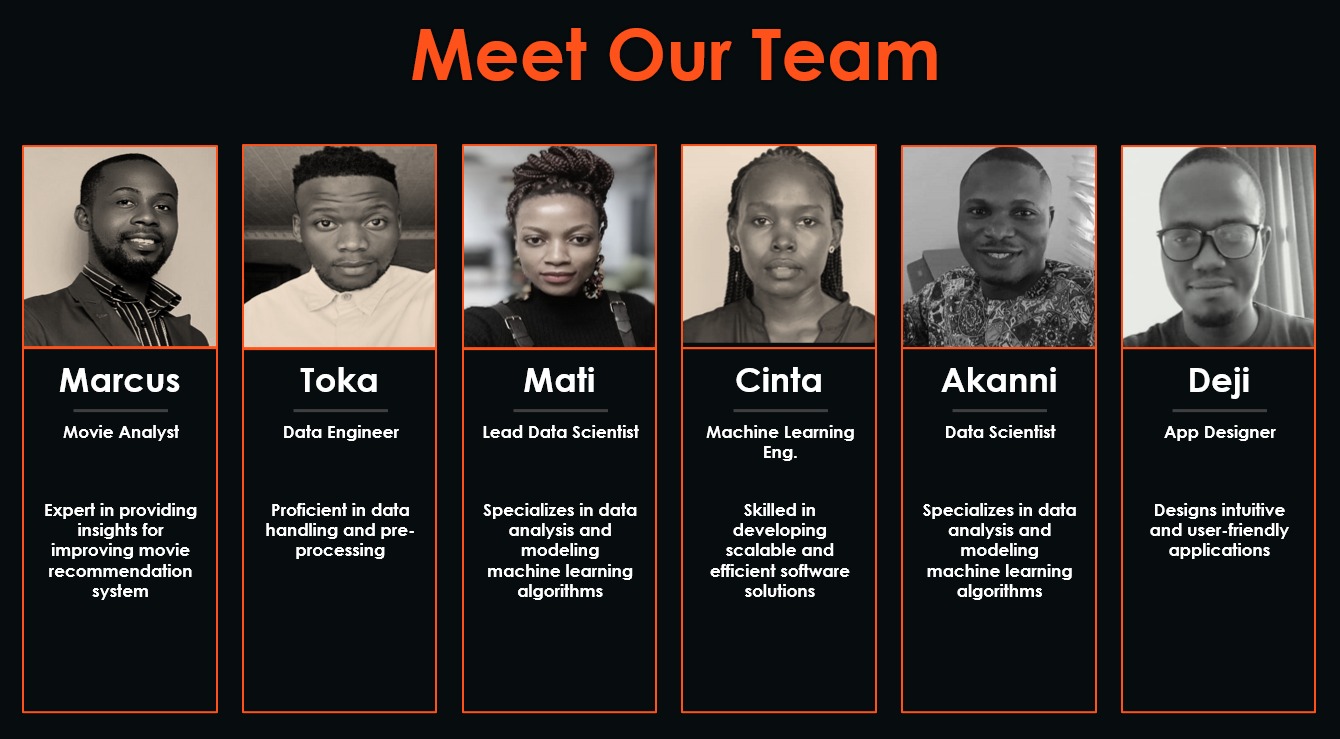 Meet Our Team
Marcus
Movie Analyst
Expert in providing
insights for
improving movie
recommendation
system
Toka
Data Engineer
Proficient in data
handling and pre-
processing
Mati
Lead Data Scientist
Specializes in data
analysis and
modeling
machine learning
algorithms
Cinta
Machine Learning
Eng.
Skilled in
developing
scalable and
efficient software
solutions
Akanni
Data Scientist
Specializes in data
analysis and
modeling
machine learning
algorithms
Deji
App Designer
Designs intuitive
and user-friendly
applications